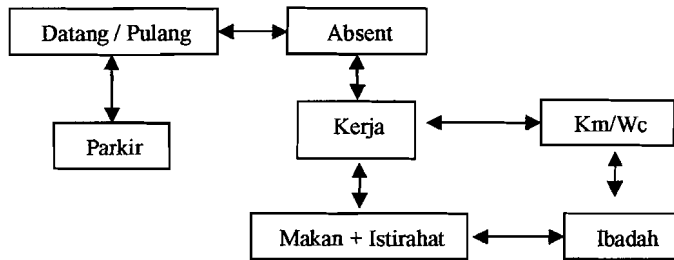 Datang / Pulang
Absent
Parkir
Kerja
Km/Wc
Makan + Istirahat
Ibadah